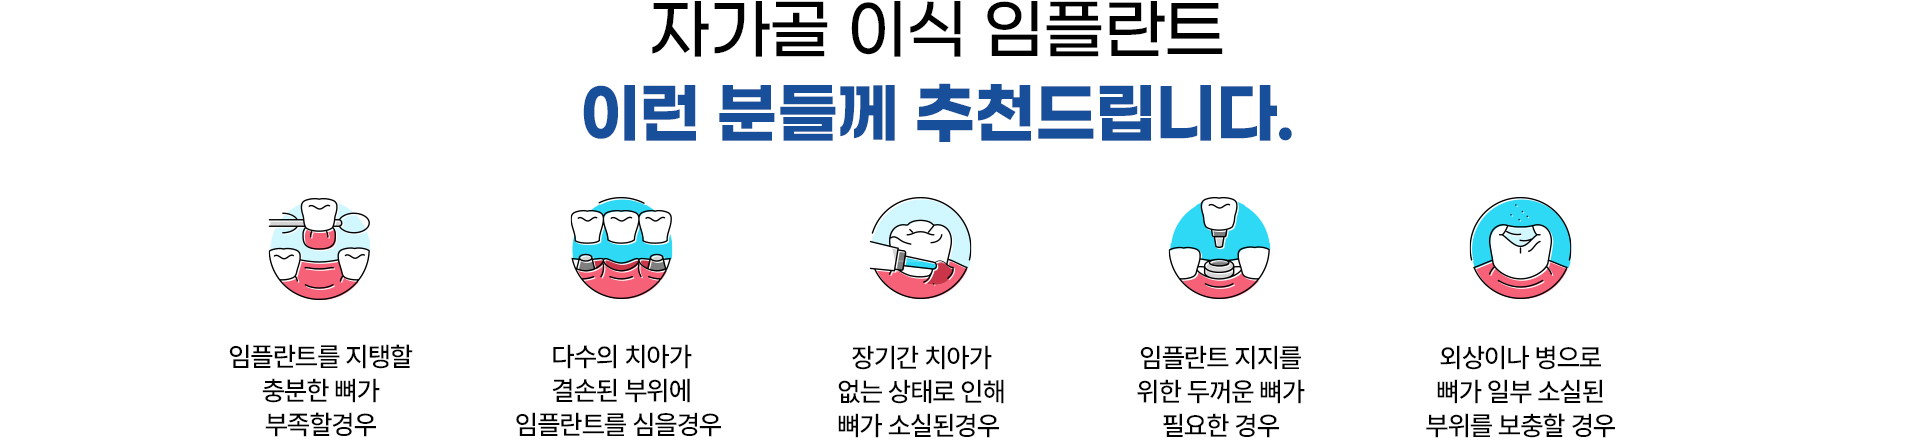 자가골 이식 임플란트
이런 분들께 추천드립니다.
임플란트를 지탱할
충분한 뼈가
부족할경우
다수의 치아가
결손된 부위에
임플란트를 심을경우
장기간 치아가
없는 상태로 인해
뼈가 소실된경우
임플란트 지지를
위한 두꺼운 뼈가
필요한 경우
외상이나 병으로
뼈가 일부 소실된
부위를 보충할 경우